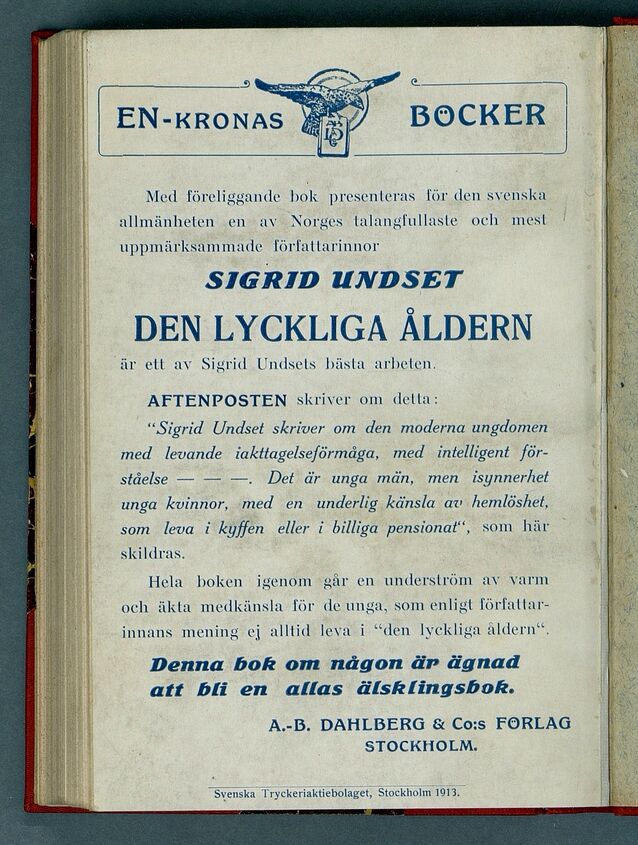 EN-KRONAS BÖCKER
Med föreliggande bok presenteras för den svenska
allmänheten en av Norges talangfullaste och mest
uppmärksammade författarinnor
SIGRID UNDSET
DEN LYCKLIGA ÅLDERN
är ett av Sigrid Undsets bästa arbeten.
AFTENPOSTEN skriver om detta:
"Sigrid Undset skriver om den moderna ungdomen
med levande iakttagelseförmåga, med intelligent för-
ståelse — — —. Det är unga män, men isynnerhet
unga kvinnor, med en underlig känsla av hemlöshet,
som leva i kyffen eller i billiga pensionat", som här
skildras.
Hela boken igenom går en underström av varm
och äkta medkänsla för de unga, som enligt författar-
innans mening ej alltid leva i "den lyckliga åldern".
Denna bok om någon är ägnad
att bli en allas älsklingsbok.
A.-B. DAHLBERG & Co:s FÖRLAG
STOCKHOLM.
Svenska Tryckeriaktiebolaget, Stockholm 1913.